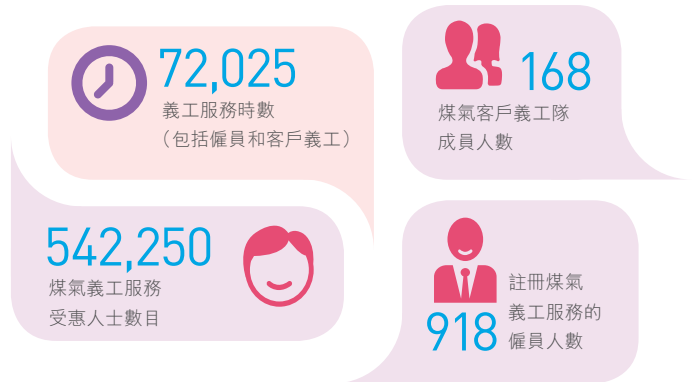 72,025
義工服務時數
（包括僱員和客戶義工）
168
煤氣客戶義工隊
成員人數
542,250
煤氣義工服務
受惠人士數目
918
註冊煤氣
義工服務的
僱員人數